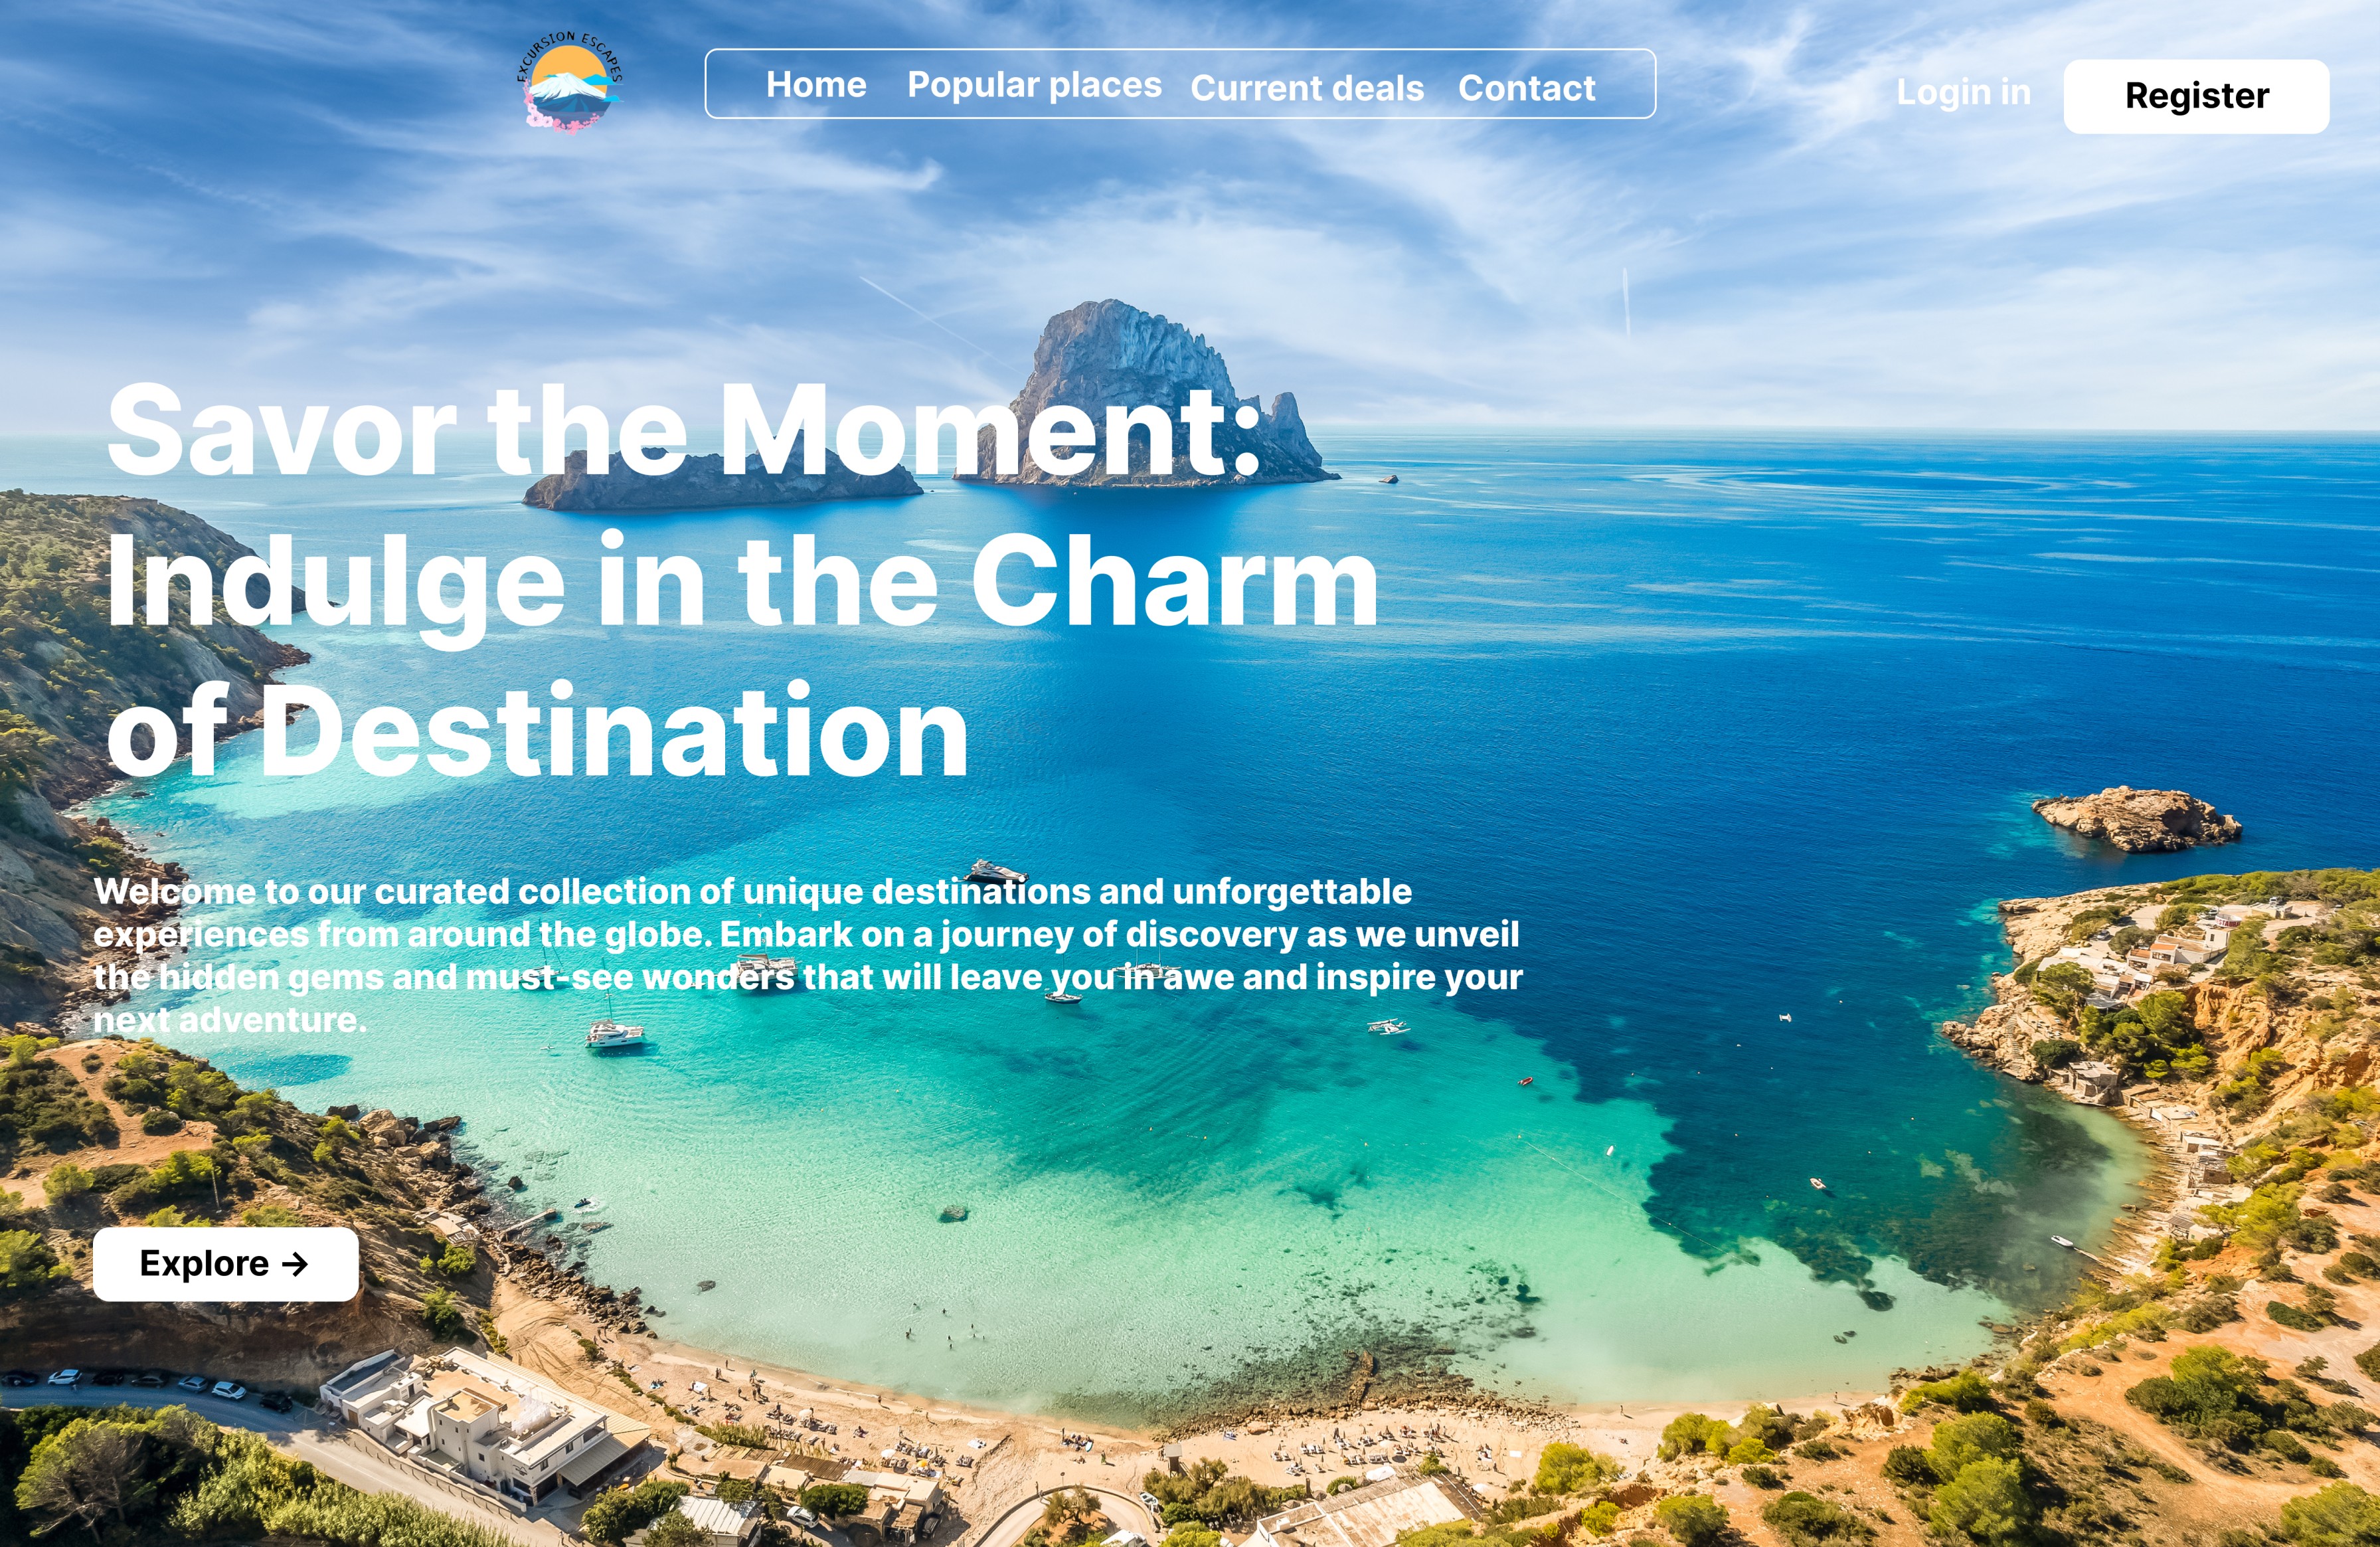 EXCURSION ESCAPES
Home Popular places Current deals Contact
Login in
Register
Savor the Moment:
Indulge in the Charm
of Destination
Welcome to our curated collection of unique destinations and unforgettable
experiences from around the globe. Embark on a journey of discovery as we unveil
the hidden gems and must-see wonders that will leave you in awe and inspire your
next adventure.
Explore →